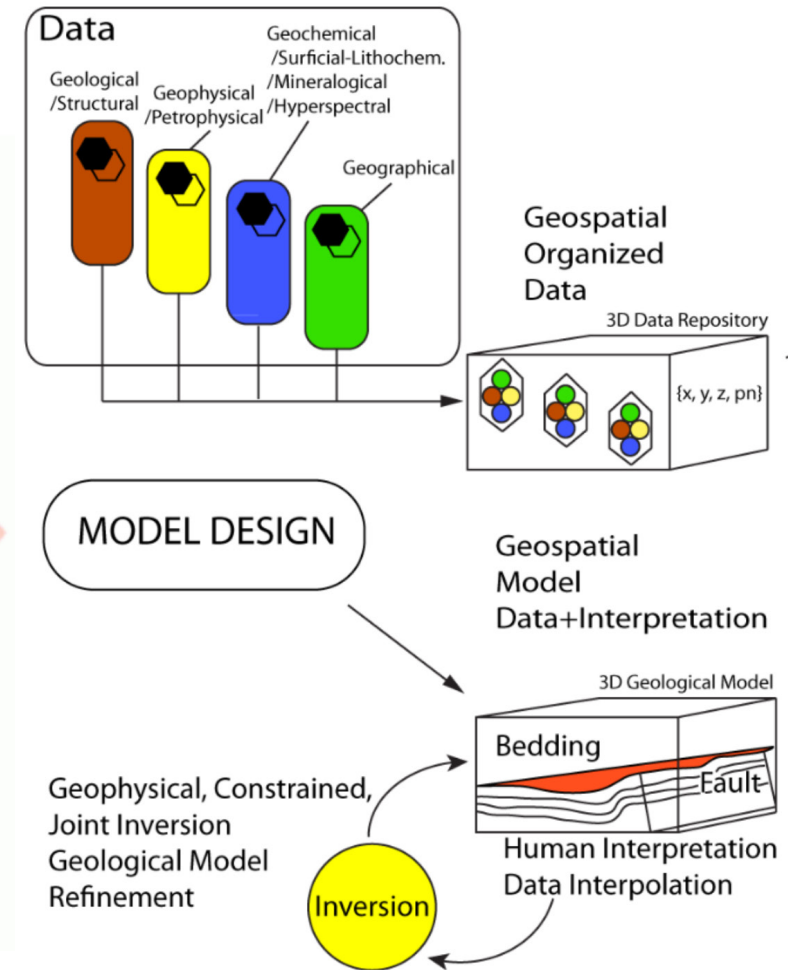 Data
Geological
/Structural
Geophysical
/Petrophysical
Geochemical
/Surficial-Lithochem.
/Mineralogical
/Hyperspectral
Geographical
Geospatial
Organized
Data
3D Data Repository
{x, y, z, pn}
MODEL DESIGN
Geospatial
Model
Data+Interpretation
3D Geological Model
Bedding
Fault
Geophysical, Constrained,
Joint Inversion
Geological Model
Refinement
Inversion
Human Interpretation
Data Interpolation